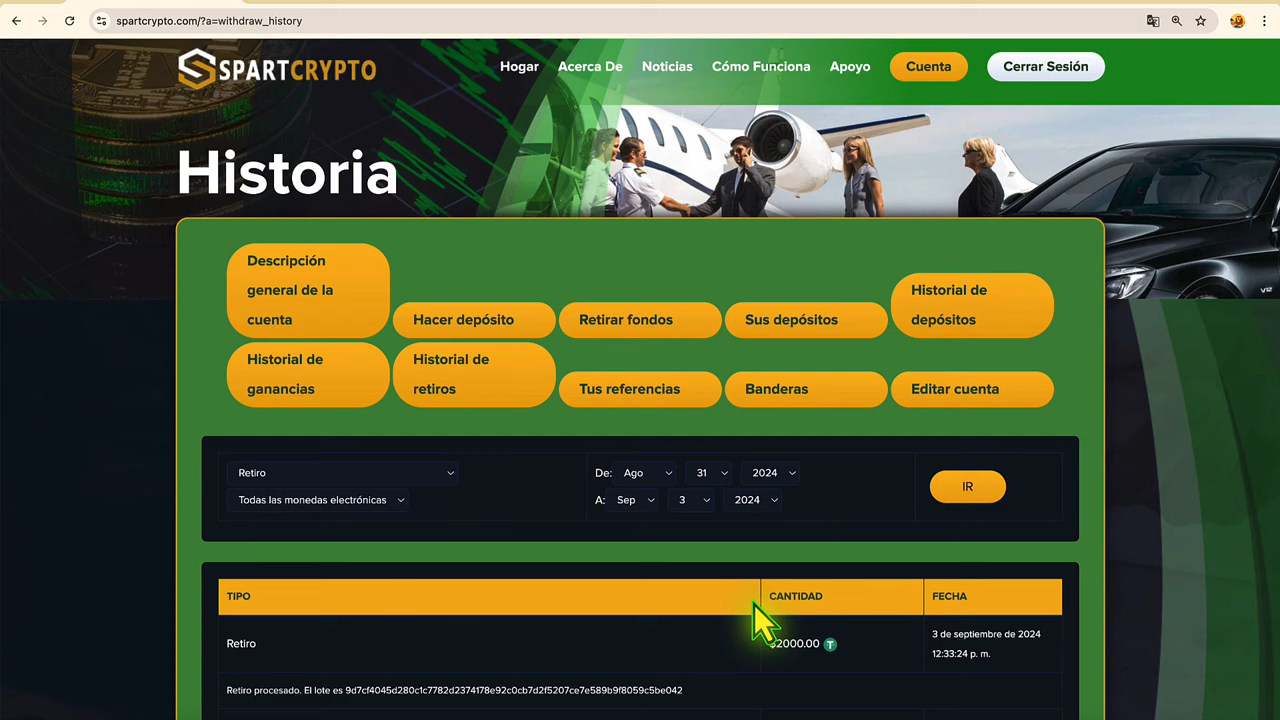 spartcrypto.com/?a=withdraw_history
SPARTCRYPTO
Hogar Acerca De Noticias Cómo Funciona Apoyo Cuenta Cerrar Sesión
Historia
V12
Descripción
general de la
cuenta
Hacer depósito
Retirar fondos
Sus depósitos
Historial de
depósitos
Historial de
ganancias
Historial de
retiros
Tus referencias
Banderas
Editar cuenta
Retiro De: Ago 31 2024
Todas las monedas electrónicas A: Sep 3 2024
IR
TIPO CANTIDAD FECHA
Retiro $2000.00 T 3 de septiembre de 2024
12:33:24 p. m.
Retiro procesado. El lote es 9d7cf4045d280c1c7782d2374178e92c0cb7d2f5207ce7e589b9f8059c5be042